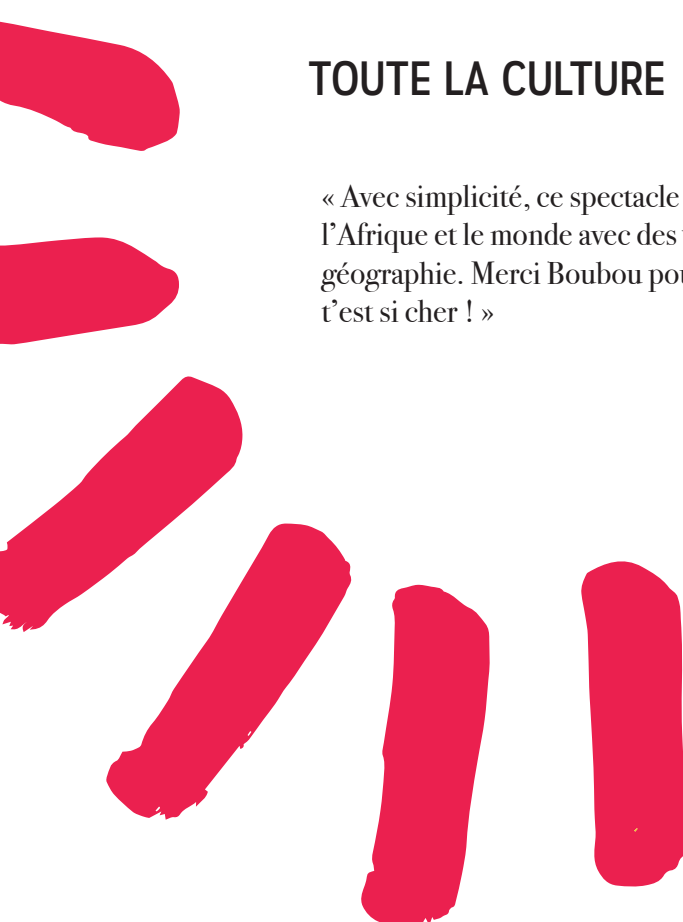 TOUTE LA CULTURE
« Avec simplicité, ce spectacle
l’Afrique et le monde avec des
géographie. Merci Boubou
t’est si cher ! »